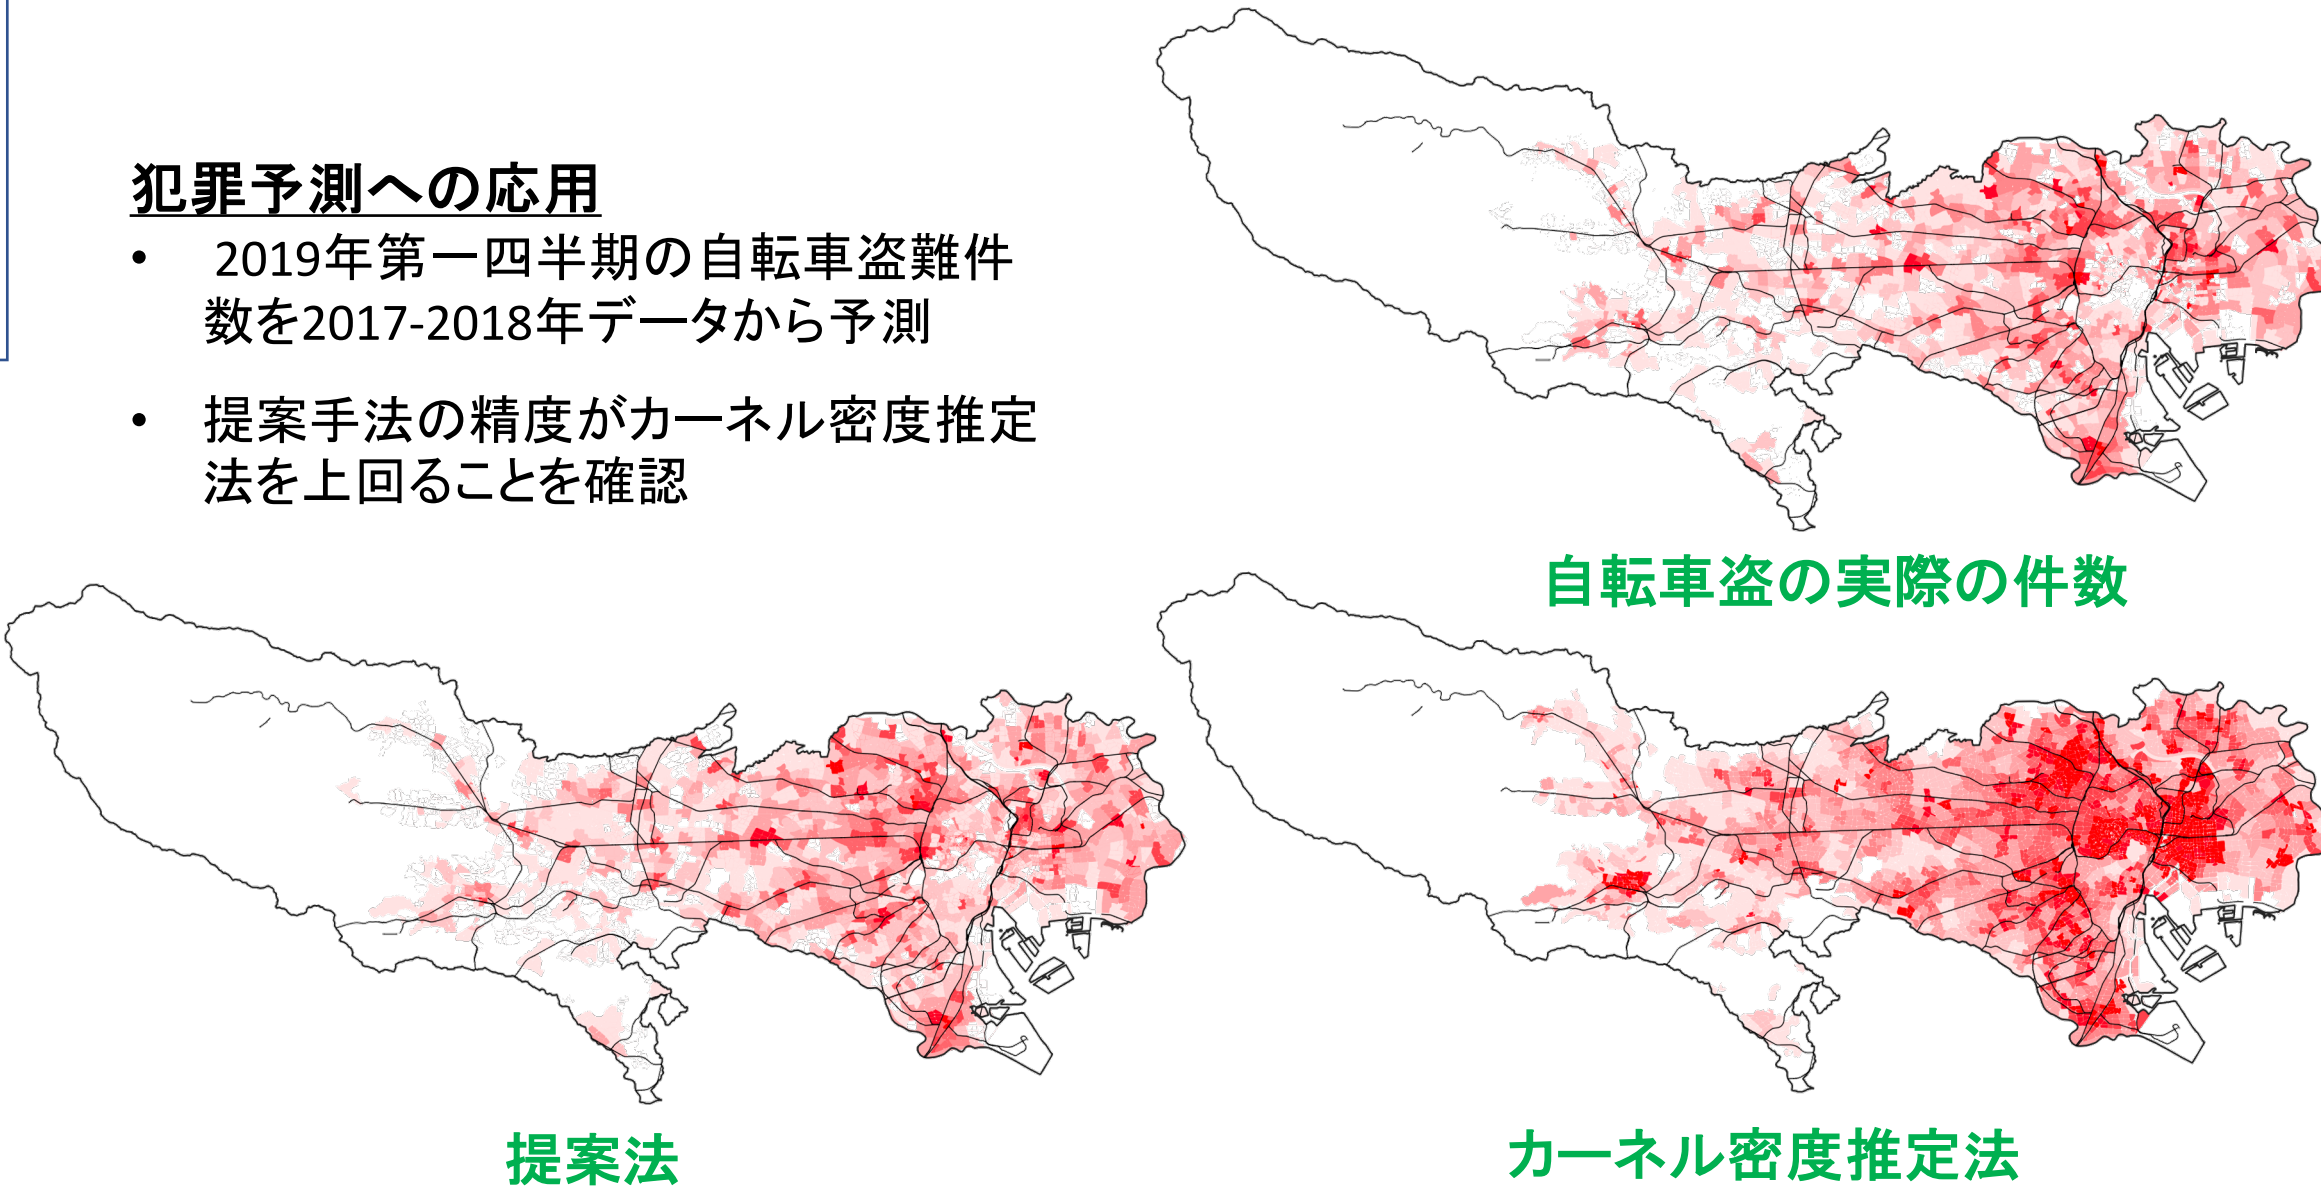 犯罪予測への応用
• 2019年第一四半期の自転車盗難件
数を2017-2018年データから予測
• 提案手法の精度がカーネル密度推定
法を上回ることを確認
自転車盗の実際の件数
提案法
カーネル密度推定法